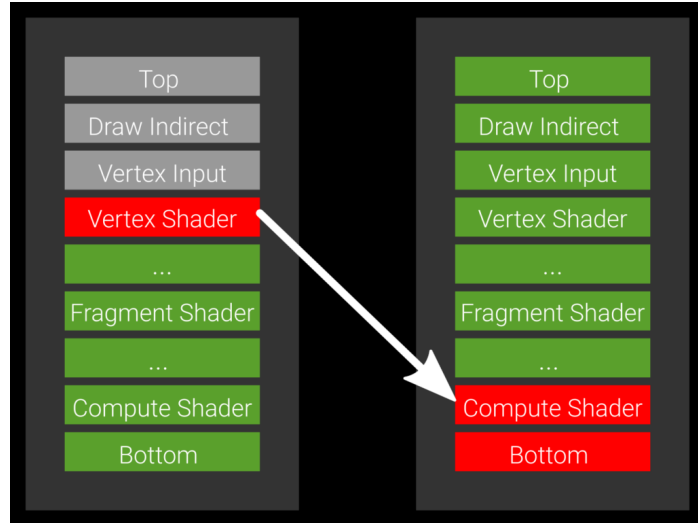 Top
Draw Indirect
Vertex Input
Vertex Shader
...
Fragment Shader
...
Compute Shader
Bottom
Top
Draw Indirect
Vertex Input
Vertex Shader
...
Fragment Shader
...
Compute Shader
Bottom